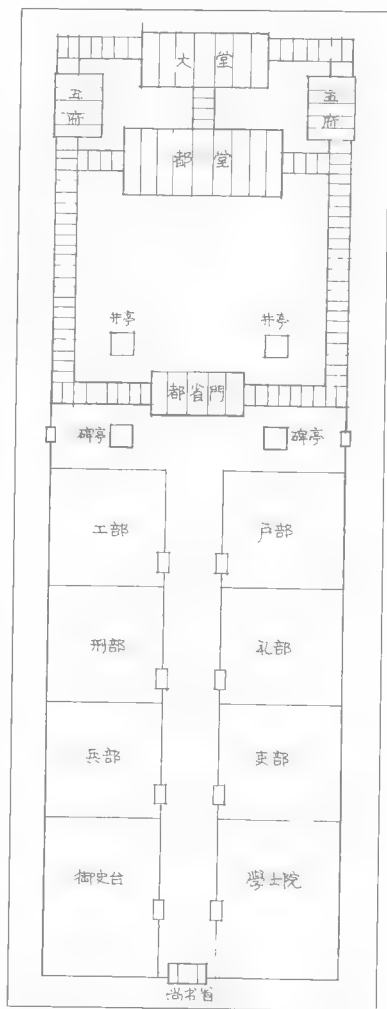 大堂
五府
五府
都堂
井亭
井亭
都省門
碑亭
碑亭
工部
户部
刑部
礼部
兵部
吏部
御史台
學士院
尚书省